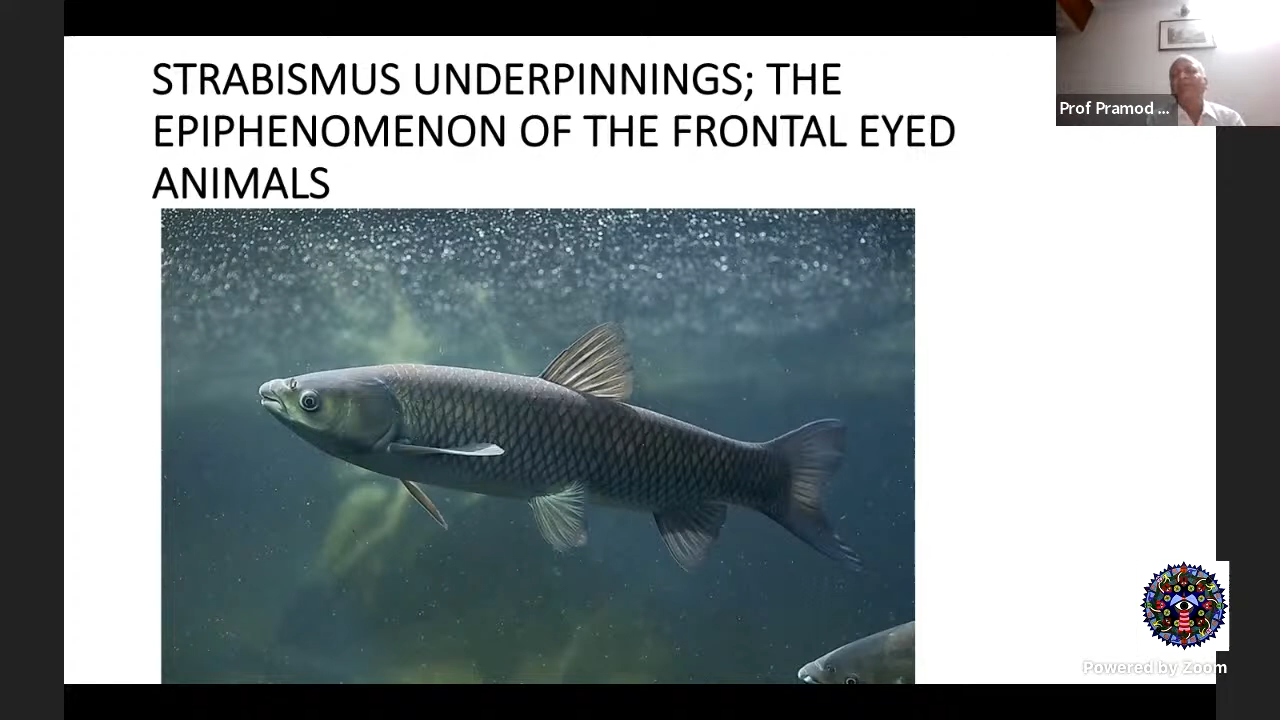 STRABISMUS UNDERPINNINGS; THE
EPIPHENOMENON OF THE FRONTAL EYED
ANIMALS
Prof Pramod ...
Powered by Zoom